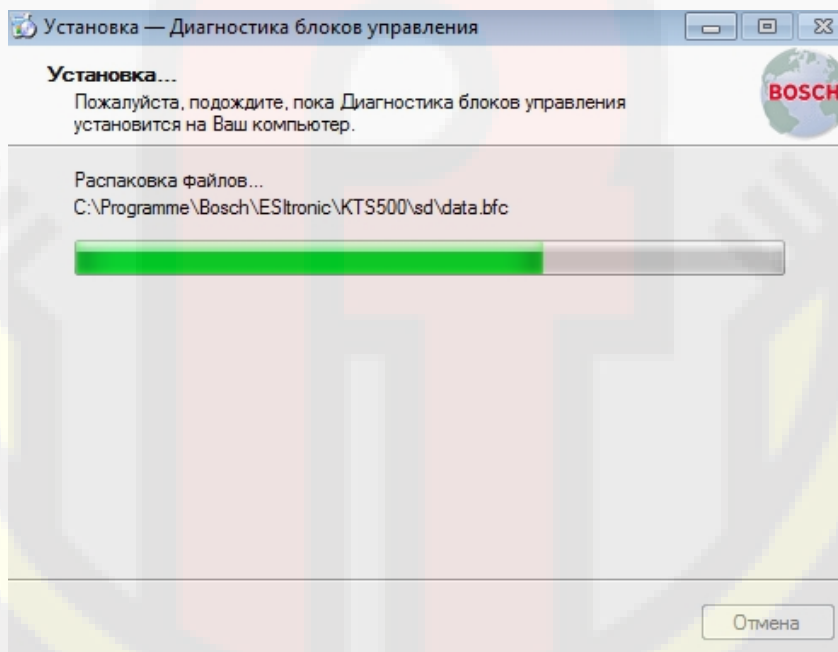 Установка — Диагностика блоков управления
Установка...
Пожалуйста, подождите, пока Диагностика блоков управления
установится на Ваш компьютер.
BOSCH
Распаковка файлов...
C:\Programme\Bosch\ESItronic\KTS500\sd\data.bfc
Отмена